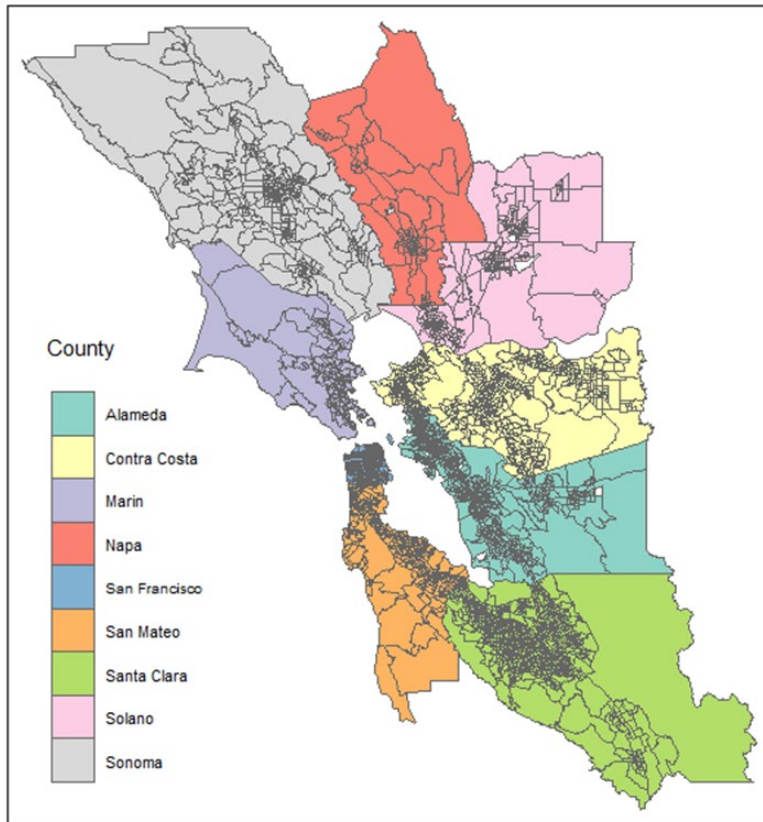 County
Alameda
Contra Costa
Marin
Napa
San Francisco
San Mateo
Santa Clara
Solano
Sonoma